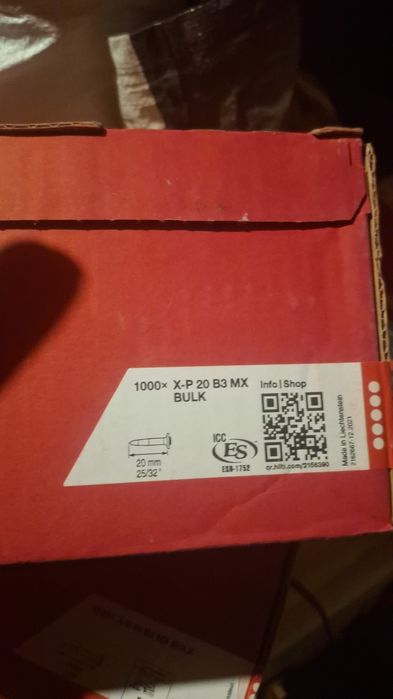 1000× X-P 20 B3 MX
BULK
Info | Shop
20 mm
25/32"
ICC
ES
ESR-1752
qr.hilti.com/2156390
Made in Liechtenstein